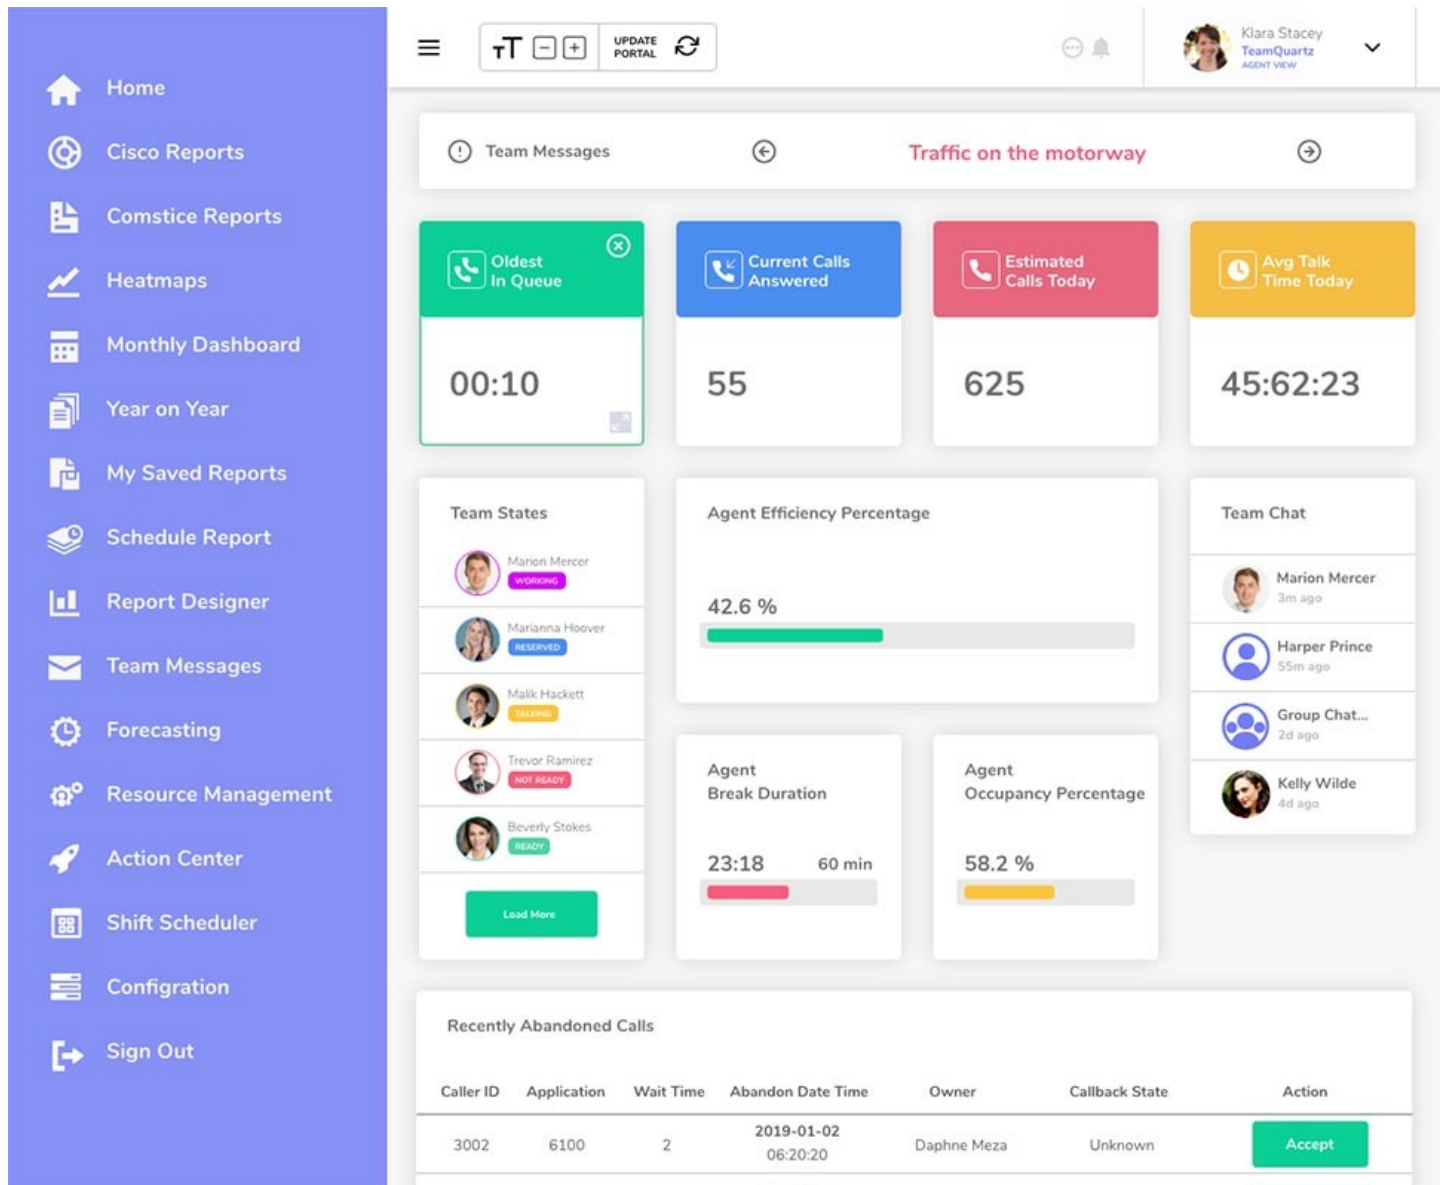 Home
Cisco Reports
Comstice Reports
Heatmaps
Monthly Dashboard
Year on Year
My Saved Reports
Schedule Report
Report Designer
Team Messages
Forecasting
Resource Management
Action Center
Shift Scheduler
Configration
Sign Out
TT
UPDATE
PORTAL
Klara Stacey
TeamQuartz
AGENT VIEW
Team Messages
Traffic on the motorway
Oldest
In Queue
00:10
Current Calls
Answered
55
Estimated
Calls Today
625
Avg Talk
Time Today
45:62:23
Team States
Marion Mercer
WORKING
Marianna Hoover
RESERVED
Malik Hackett
TALKING
Trevor Ramirez
NOT READY
Beverly Stokes
READY
Load More
Agent Efficiency Percentage
42.6 %
Agent
Break Duration
23:18 60 min
Agent
Occupancy Percentage
58.2 %
Team Chat
Marion Mercer
3m ago
Harper Prince
55m ago
Group Chat...
2d ago
Kelly Wilde
4d ago
Recently Abandoned Calls
Caller ID Application Wait Time Abandon Date Time Owner Callback State Action
3002 6100 2 2019-01-02 06:20:20 Daphne Meza Unknown Accept